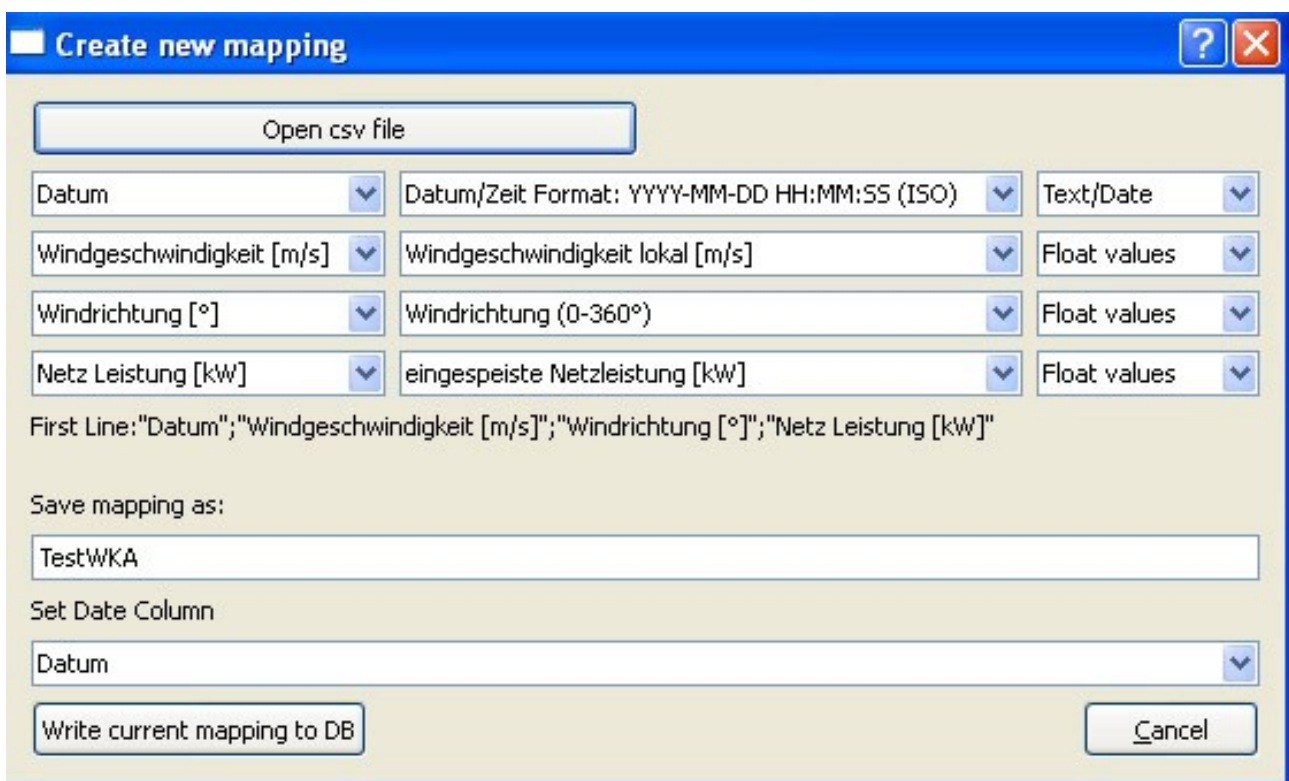 Create new mapping
Open csv file
Datum Datum/Zeit Format: YYYY-MM-DD HH:MM:SS (ISO) Text/Date
Windgeschwindigkeit [m/s] Windgeschwindigkeit lokal [m/s] Float values
Windrichtung [°] Windrichtung (0-360°) Float values
Netz Leistung [kW] eingespeiste Netzleistung [kW] Float values
First Line:"Datum";"Windgeschwindigkeit [m/s]";"Windrichtung [°]";"Netz Leistung [kW]"
Save mapping as:
TestWKA
Set Date Column
Datum
Write current mapping to DB Cancel